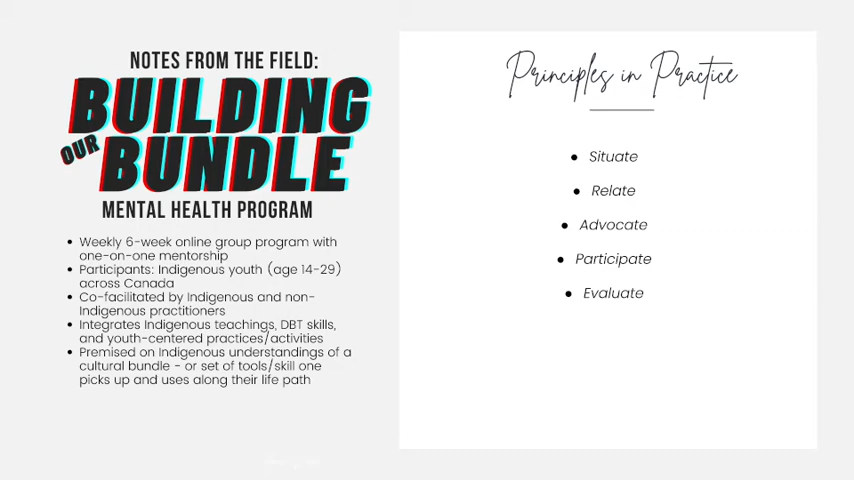 NOTES FROM THE FIELD:
BUILDING
OUR BUNDLE
MENTAL HEALTH PROGRAM
• Weekly 6-week online group program with
one-on-one mentorship
• Participants: Indigenous youth (age 14-29)
across Canada
• Co-facilitated by Indigenous and non-
Indigenous practitioners
• Integrates Indigenous teachings, DBT skills,
and youth-centered practices/activities
• Premised on Indigenous understandings of a
cultural bundle - or set of tools/skill one
picks up and uses along their life path
Principles in Practice
• Situate
• Relate
• Advocate
• Participate
• Evaluate